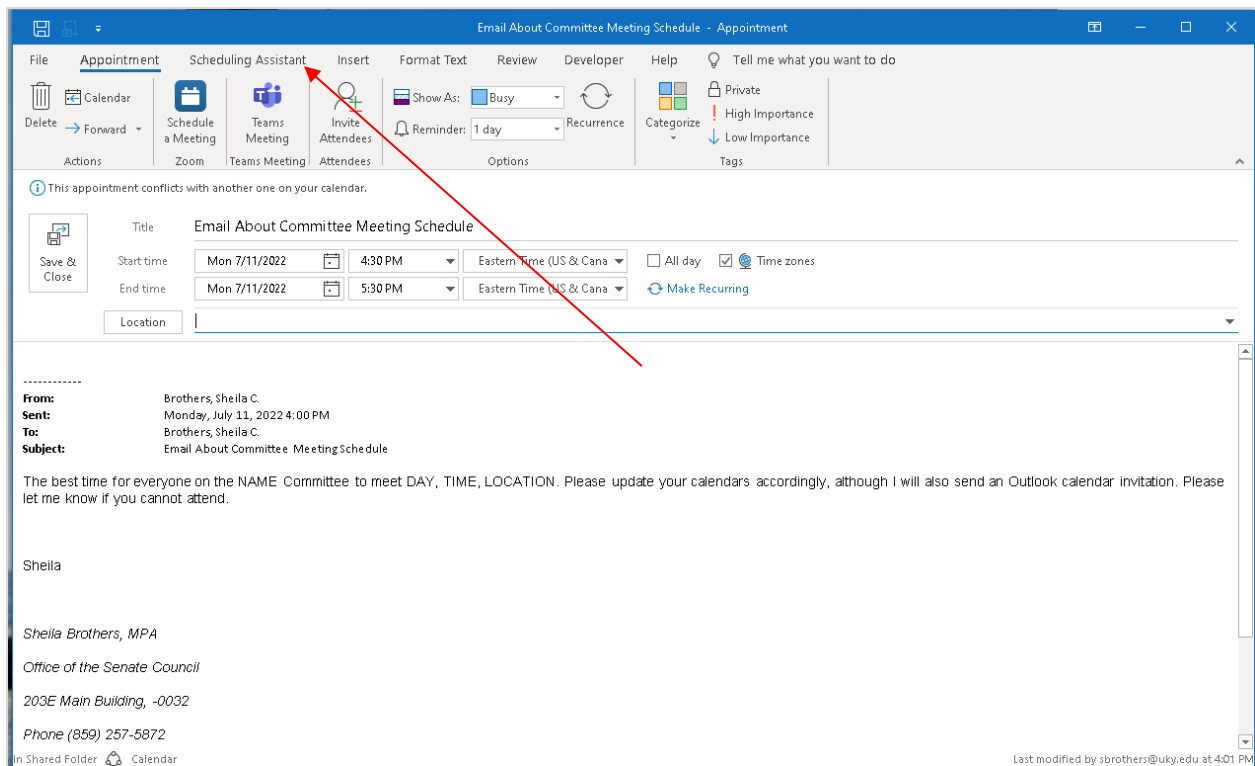 Email About Committee Meeting Schedule - Appointment
File Appointment Scheduling Assistant Insert Format Text Review Developer Help Tell me what you want to do
Delete
Calendar
Forward
Actions
Schedule a Meeting
Zoom
Teams Meeting
Teams Meeting
Invite Attendees
Attendees
Show As: Busy
Reminder: 1 day
Recurrence
Options
Categorize
Private
High Importance
Low Importance
Tags
This appointment conflicts with another one on your calendar.
Save & Close
Title Email About Committee Meeting Schedule
Start time Mon 7/11/2022 4:30 PM Eastern Time (US & Cana All day Time zones
End time Mon 7/11/2022 5:30 PM Eastern Time (US & Cana Make Recurring
Location
------------
From: Brothers, Sheila C.
Sent: Monday, July 11, 2022 4:00 PM
To: Brothers, Sheila C.
Subject: Email About Committee Meeting Schedule
The best time for everyone on the NAME Committee to meet DAY, TIME, LOCATION. Please update your calendars accordingly, although I will also send an Outlook calendar invitation. Please
let me know if you cannot attend.
Sheila
Sheila Brothers, MPA
Office of the Senate Council
203E Main Building, -0032
Phone (859) 257-5872
In Shared Folder Calendar Last modified by sbrothers@uky.edu at 4:01 PM